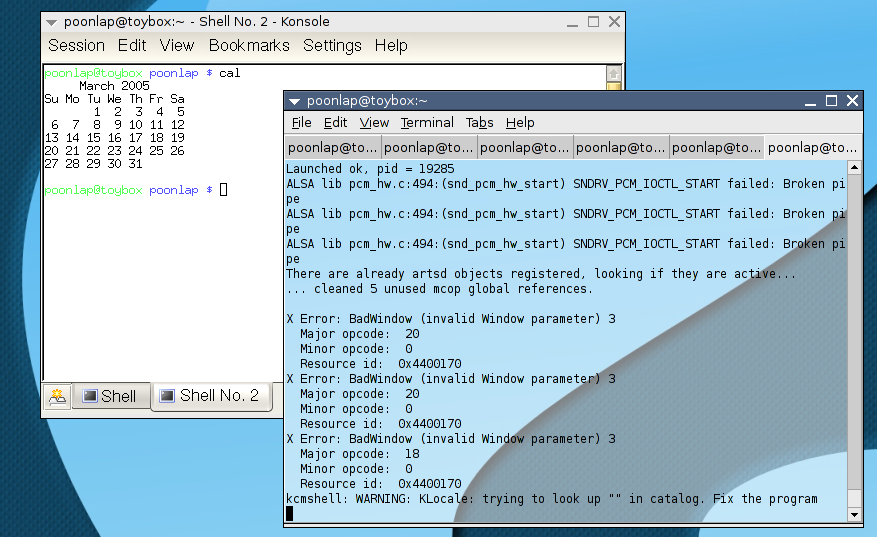 poonlap@toybox:~ - Shell No. 2 - Konsole
Session Edit View Bookmarks Settings Help
poonlap@toybox poonlap $ cal
March 2005
Su Mo Tu We Th Fr Sa
1 2 3 4 5
6 7 8 9 10 11 12
13 14 15 16 17 18 19
20 21 22 23 24 25 26
27 28 29 30 31
poonlap@toybox poonlap $
Shell Shell No. 2
poonlap@toybox:~
File Edit View Terminal Tabs Help
poonlap@to... poonlap@to... poonlap@to... poonlap@to... poonlap@to... poonlap@to...
Launched ok, pid = 19285
ALSA lib pcm_hw.c:494:(snd_pcm_hw_start) SNDRV_PCM_IOCTL_START failed: Broken pi
pe
ALSA lib pcm_hw.c:494:(snd_pcm_hw_start) SNDRV_PCM_IOCTL_START failed: Broken pi
pe
ALSA lib pcm_hw.c:494:(snd_pcm_hw_start) SNDRV_PCM_IOCTL_START failed: Broken pi
pe
There are already artsd objects registered, looking if they are active...
... cleaned 5 unused mcop global references.
X Error: BadWindow (invalid Window parameter) 3
Major opcode: 20
Minor opcode: 0
Resource id: 0x4400170
X Error: BadWindow (invalid Window parameter) 3
Major opcode: 20
Minor opcode: 0
Resource id: 0x4400170
X Error: BadWindow (invalid Window parameter) 3
Major opcode: 18
Minor opcode: 0
Resource id: 0x4400170
kcmshell: WARNING: KLocale: trying to look up "" in catalog. Fix the program